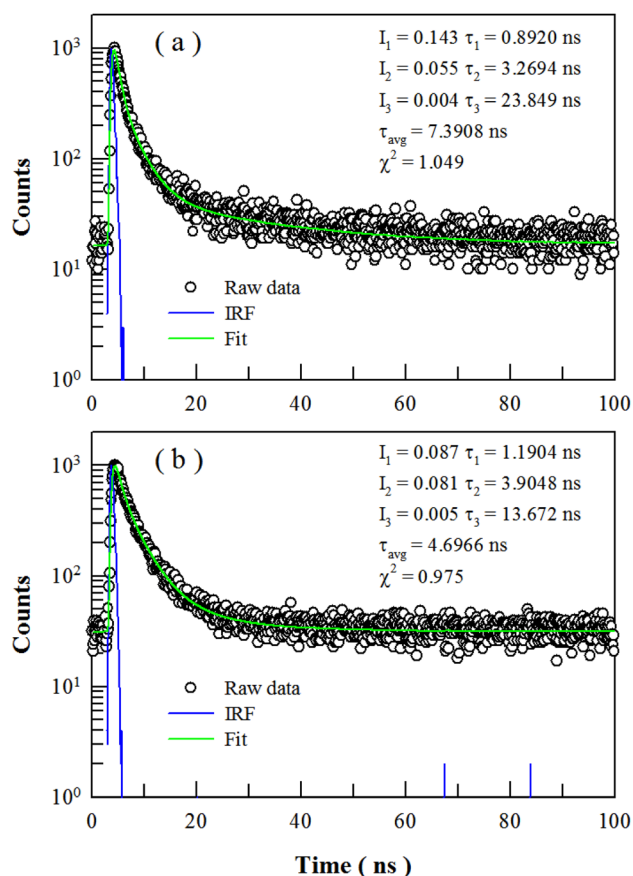 ( a )
I₁ = 0.143 τ₁ = 0.8920 ns
I₂ = 0.055 τ₂ = 3.2694 ns
I₃ = 0.004 τ₃ = 23.849 ns
τavg = 7.3908 ns
χ² = 1.049
10³
10²
10¹
10⁰
Counts
Raw data
IRF
Fit
0 20 40 60 80 100
( b )
I₁ = 0.087 τ₁ = 1.1904 ns
I₂ = 0.081 τ₂ = 3.9048 ns
I₃ = 0.005 τ₃ = 13.672 ns
τavg = 4.6966 ns
χ² = 0.975
10³
10²
10¹
10⁰
Counts
Raw data
IRF
Fit
0 20 40 60 80 100
Time ( ns )